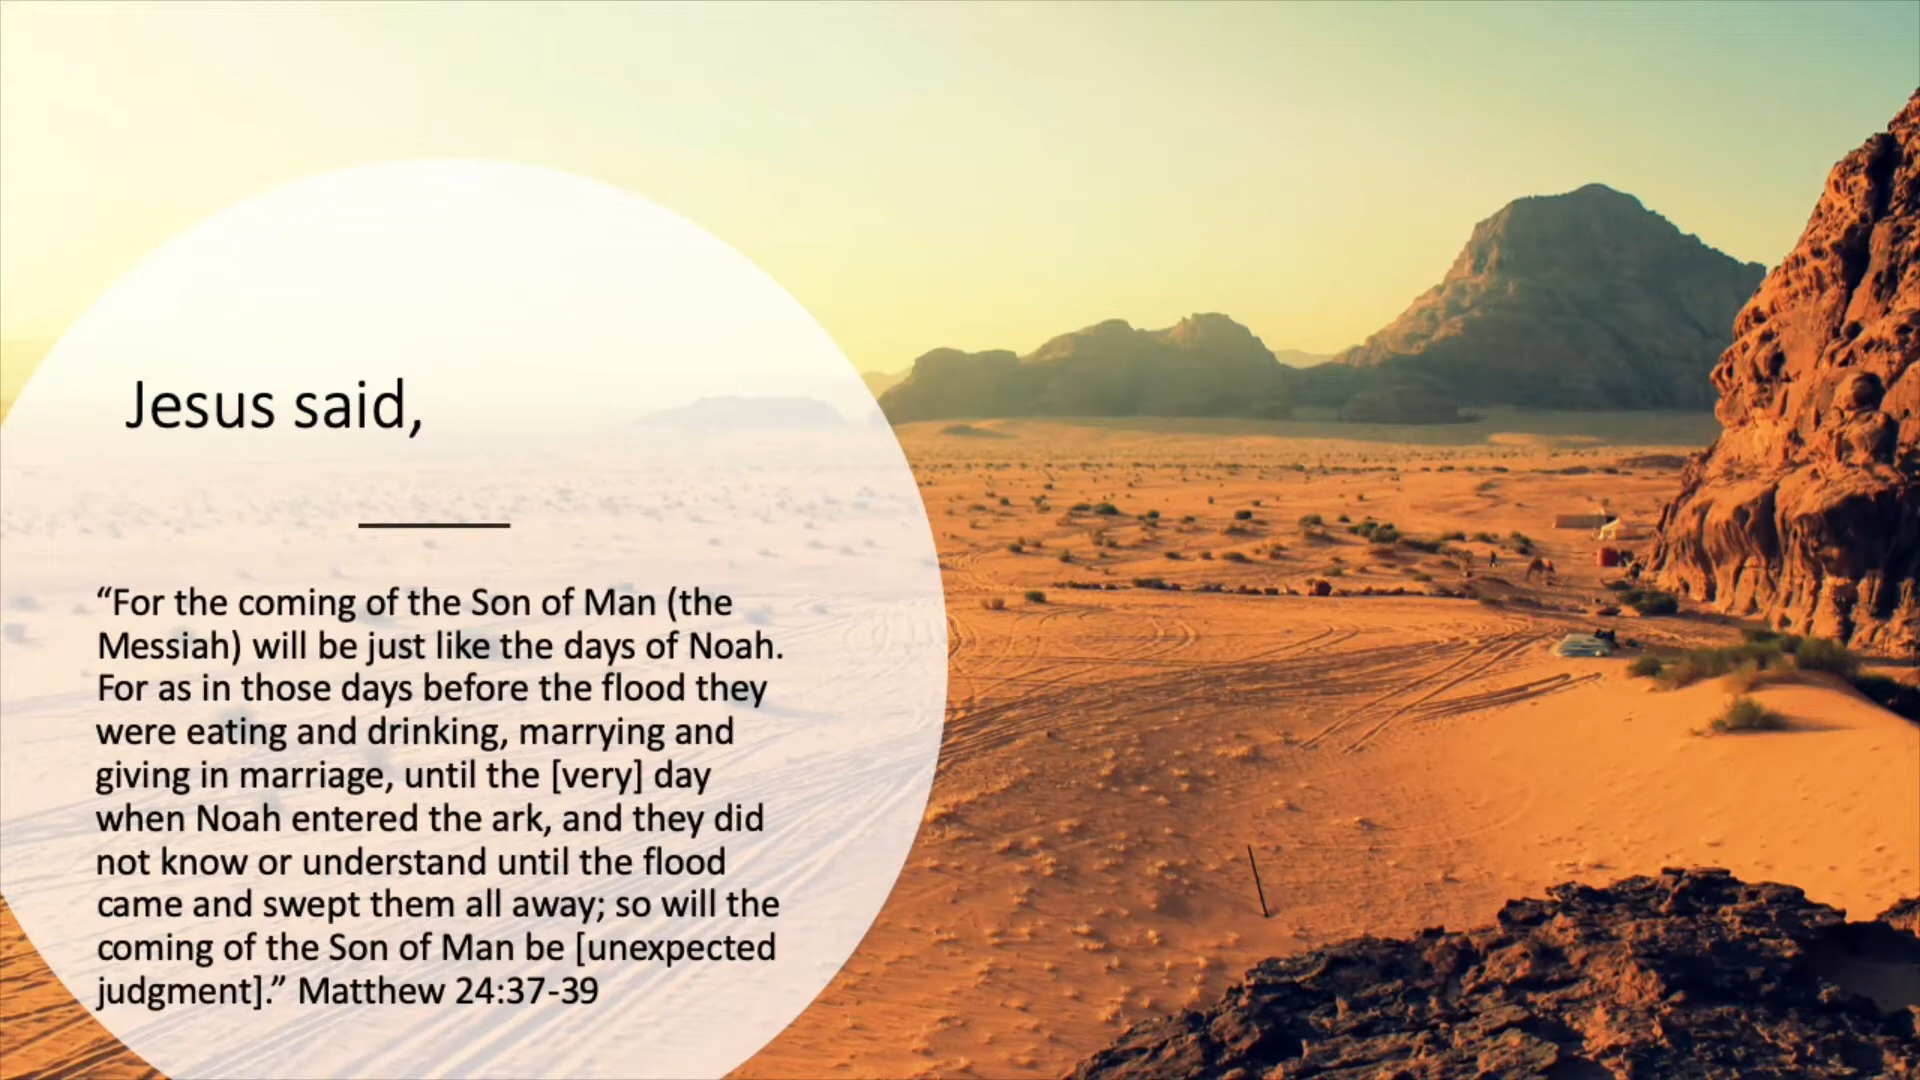 Jesus said,
“For the coming of the Son of Man (the
Messiah) will be just like the days of Noah.
For as in those days before the flood they
were eating and drinking, marrying and
giving in marriage, until the [very] day
when Noah entered the ark, and they did
not know or understand until the flood
came and swept them all away; so will the
coming of the Son of Man be [unexpected
judgment].” Matthew 24:37-39